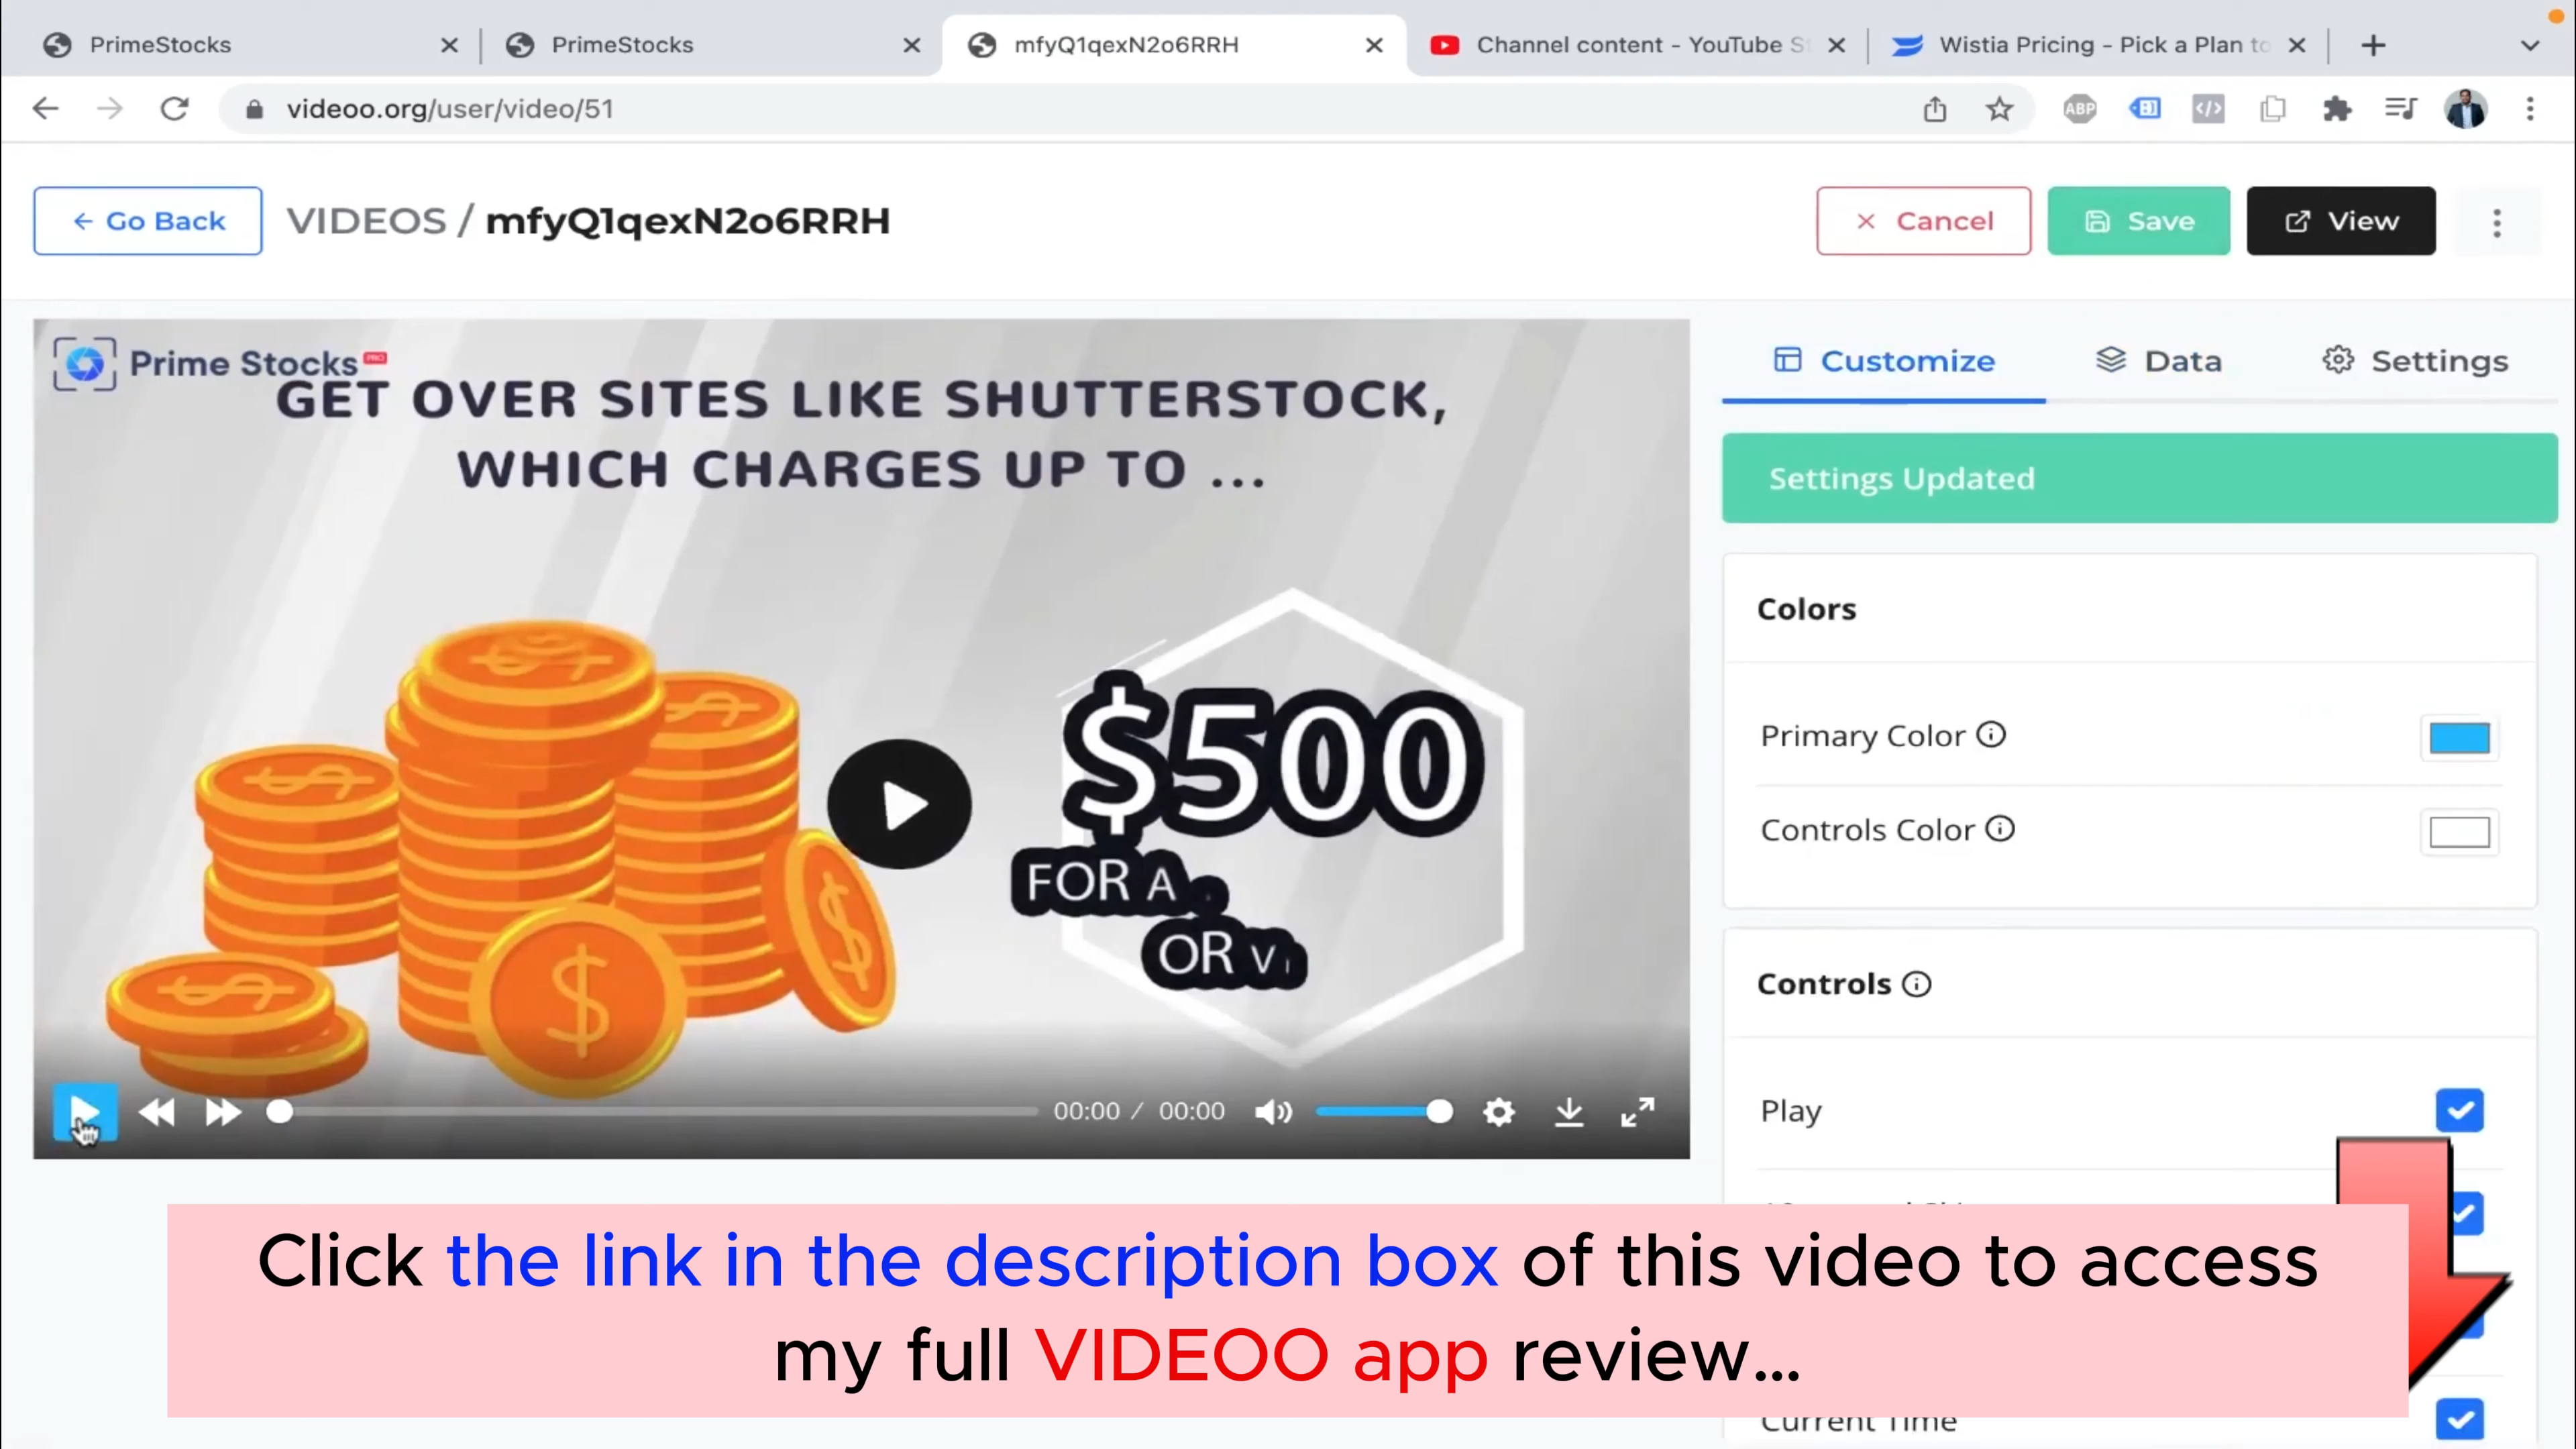 PrimeStocks
PrimeStocks
mfyQ1qexN2o6RRH
Channel content - YouTube S
Wistia Pricing - Pick a Plan to
videoo.org/user/video/51
ABP
← Go Back
VIDEOS / mfyQ1qexN2o6RRH
Cancel
Save
View
Prime Stocks PRO
GET OVER SITES LIKE SHUTTERSTOCK,
WHICH CHARGES UP TO ...
$500
FOR A
OR V
00:00 / 00:00
Customize
Data
Settings
Settings Updated
Colors
Primary Color
Controls Color
Controls
Play
Click the link in the description box of this video to access
my full VIDEOO app review...
Current Time